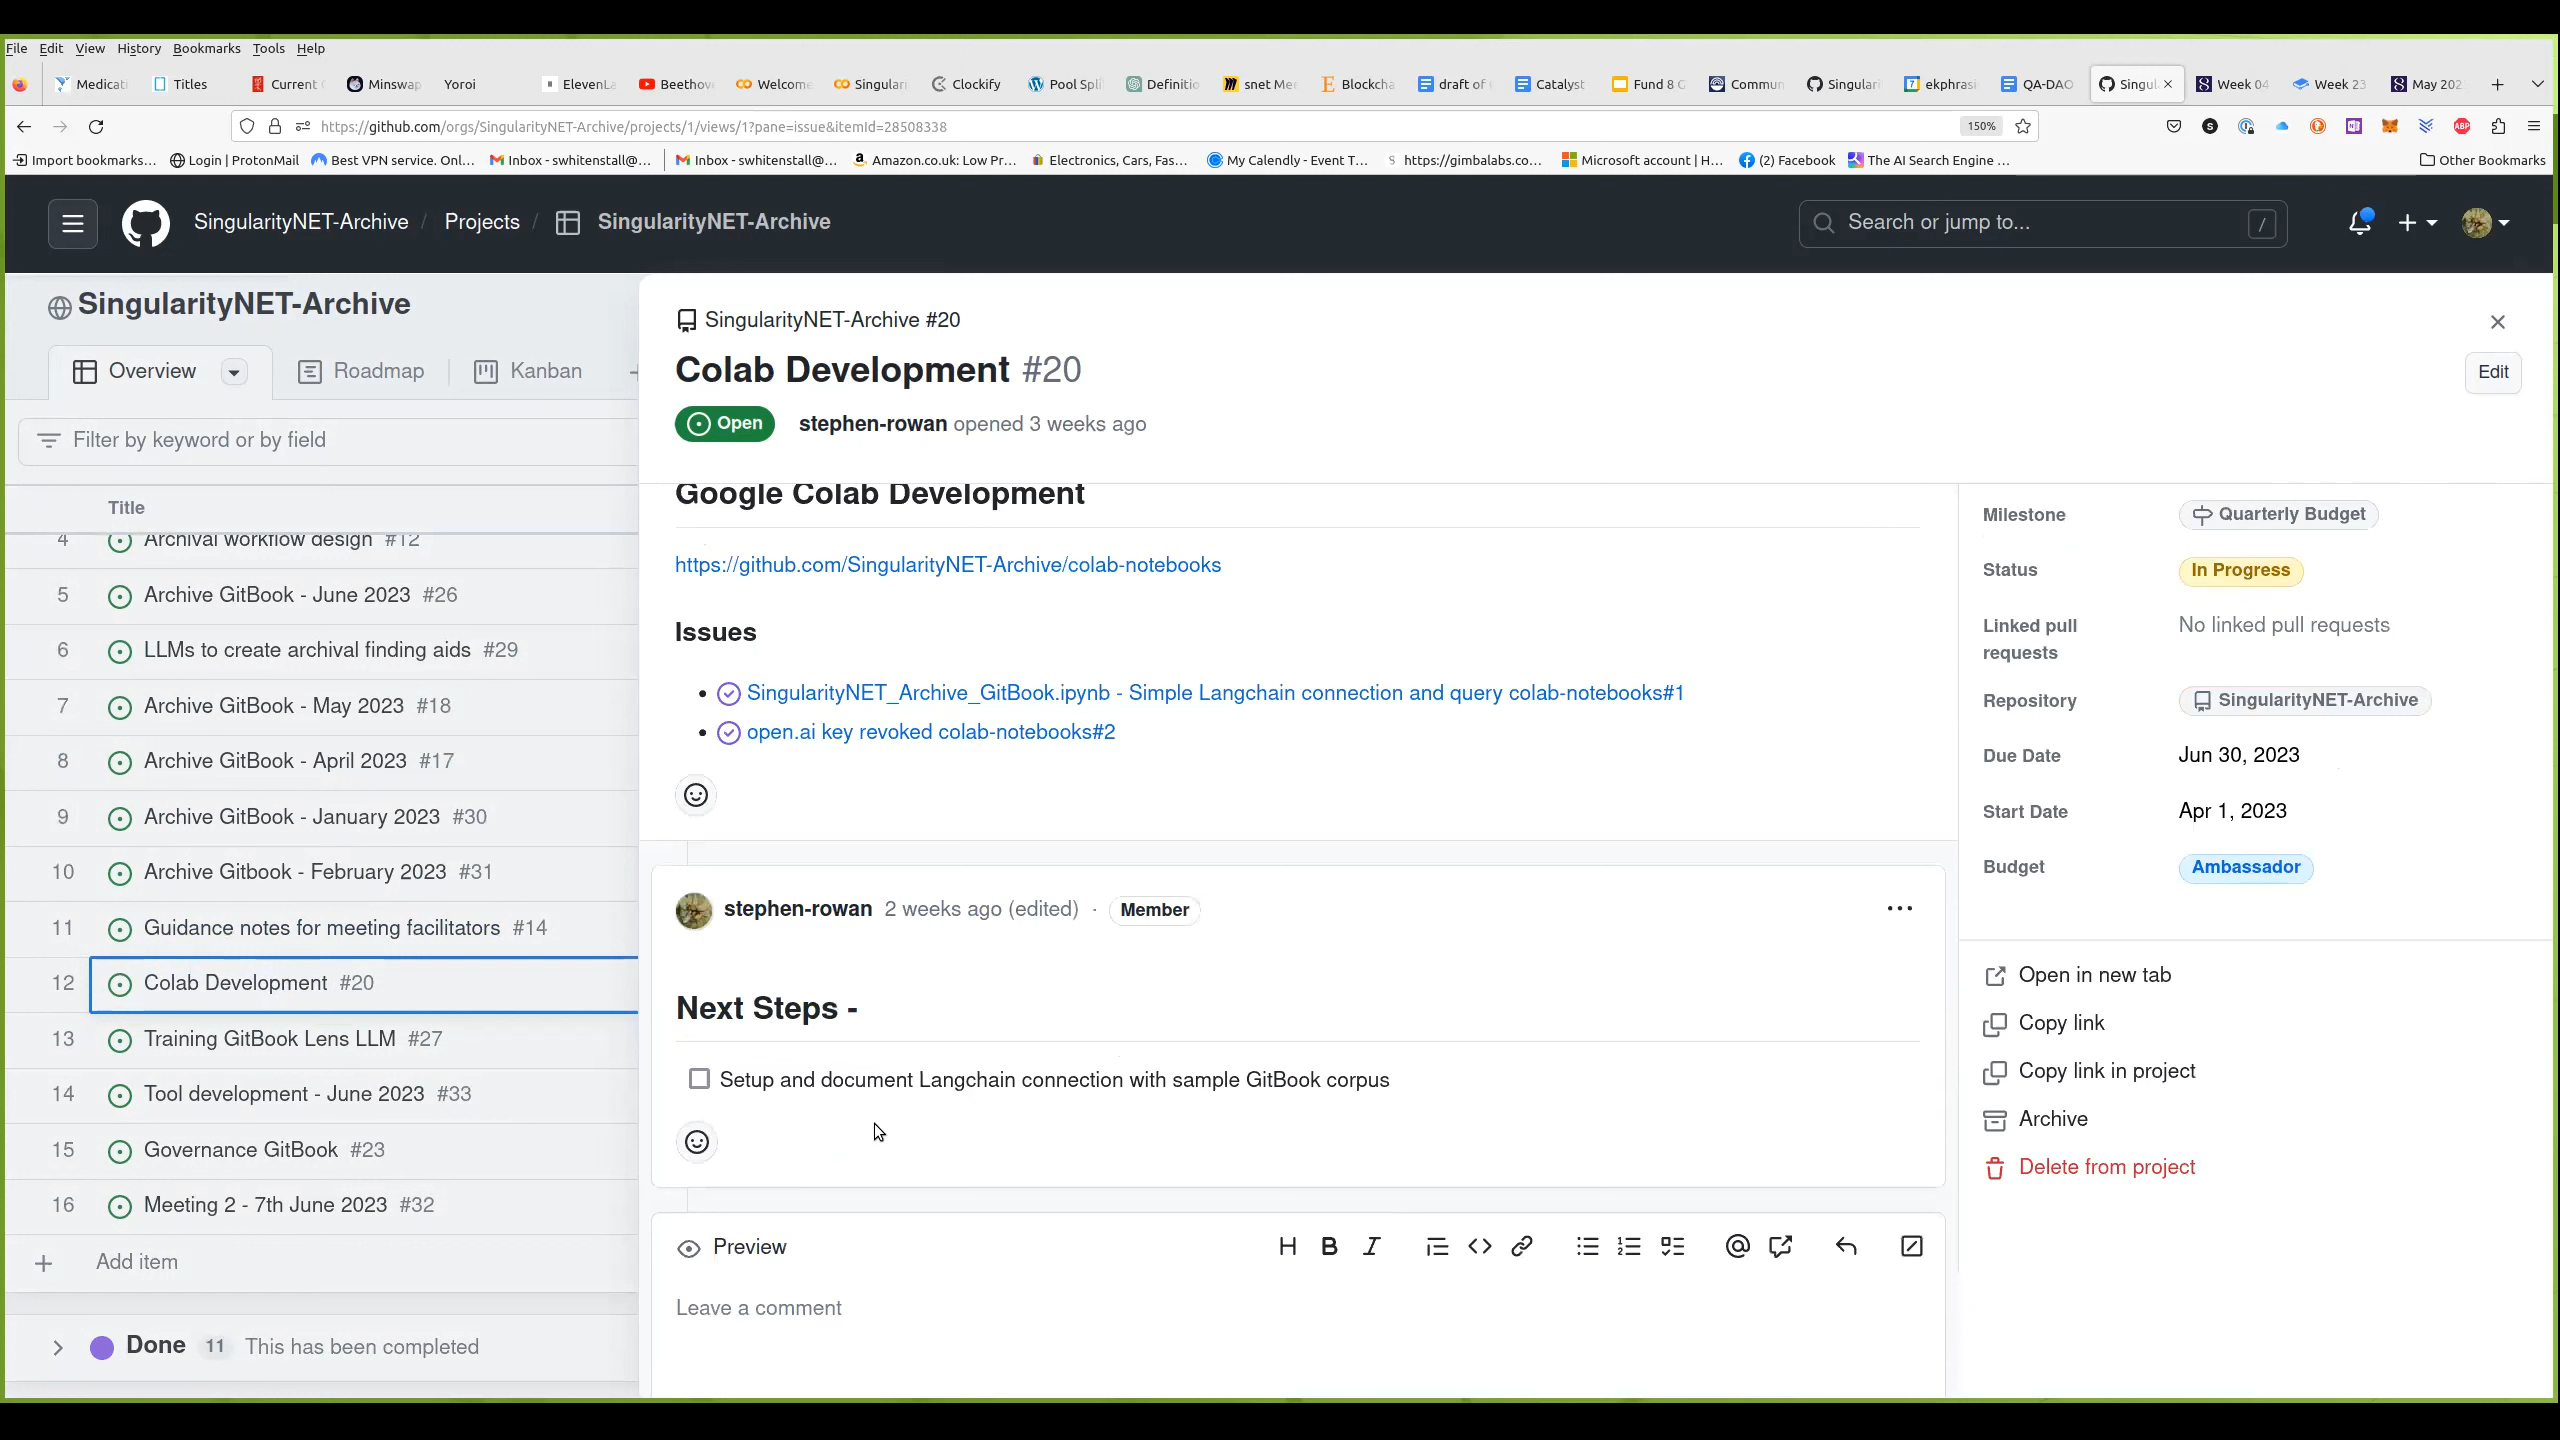 File Edit View History Bookmarks Tools Help
Medicati Titles Current Minswap Yoroi ElevenLa Beethov Welcome Singular Clockify Pool Spli Definitio snet Mee Blockcha draft of Catalyst Fund 8 G Commun Singulari ekphrasi QA-DAO Singul Week 04 Week 23 May 202
https://github.com/orgs/SingularityNET-Archive/projects/1/views/1?pane=issue&itemId=28508338 150%
Import bookmarks... Login | ProtonMail Best VPN service. Onl... Inbox - swhitenstall@... Inbox - swhitenstall@... Amazon.co.uk: Low Pr... Electronics, Cars, Fas... My Calendly - Event T... https://gimbalabs.co... Microsoft account | H... (2) Facebook The AI Search Engine ... Other Bookmarks
SingularityNET-Archive / Projects / SingularityNET-Archive
Search or jump to... /
SingularityNET-Archive
Overview Roadmap Kanban
Filter by keyword or by field
Title
4 Archival workflow design #12
5 Archive GitBook - June 2023 #26
6 LLMs to create archival finding aids #29
7 Archive GitBook - May 2023 #18
8 Archive GitBook - April 2023 #17
9 Archive GitBook - January 2023 #30
10 Archive Gitbook - February 2023 #31
11 Guidance notes for meeting facilitators #14
12 Colab Development #20
13 Training GitBook Lens LLM #27
14 Tool development - June 2023 #33
15 Governance GitBook #23
16 Meeting 2 - 7th June 2023 #32
+ Add item
Done 11 This has been completed
SingularityNET-Archive #20
Colab Development #20
Edit
Open stephen-rowan opened 3 weeks ago
Google Colab Development
https://github.com/SingularityNET-Archive/colab-notebooks
Issues
• SingularityNET_Archive_GitBook.ipynb - Simple Langchain connection and query colab-notebooks#1
• open.ai key revoked colab-notebooks#2
stephen-rowan 2 weeks ago (edited) · Member
Next Steps -
Setup and document Langchain connection with sample GitBook corpus
Preview
Leave a comment
Milestone Quarterly Budget
Status In Progress
Linked pull requests No linked pull requests
Repository SingularityNET-Archive
Due Date Jun 30, 2023
Start Date Apr 1, 2023
Budget Ambassador
Open in new tab
Copy link
Copy link in project
Archive
Delete from project